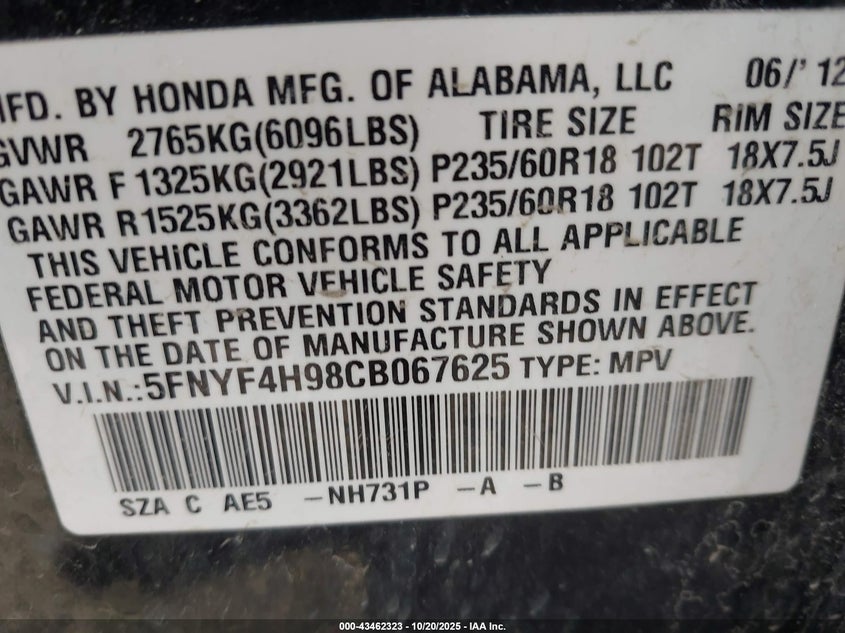 MFD. BY HONDA MFG. OF ALABAMA, LLC 06/'12
GVWR 2765KG(6096LBS) TIRE SIZE RIM SIZE
GAWR F1325KG(2921LBS) P235/60R18 102T 18X7.5J
GAWR R1525KG(3362LBS) P235/60R18 102T 18X7.5J
THIS VEHICLE CONFORMS TO ALL APPLICABLE
FEDERAL MOTOR VEHICLE SAFETY
AND THEFT PREVENTION STANDARDS IN EFFECT
ON THE DATE OF MANUFACTURE SHOWN ABOVE.
V.I.N.:5FNYF4H98CB067625 TYPE: MPV
SZA C AE5 -NH731P -A -B
000-43462323 - 10/20/2025 - IAA Inc.